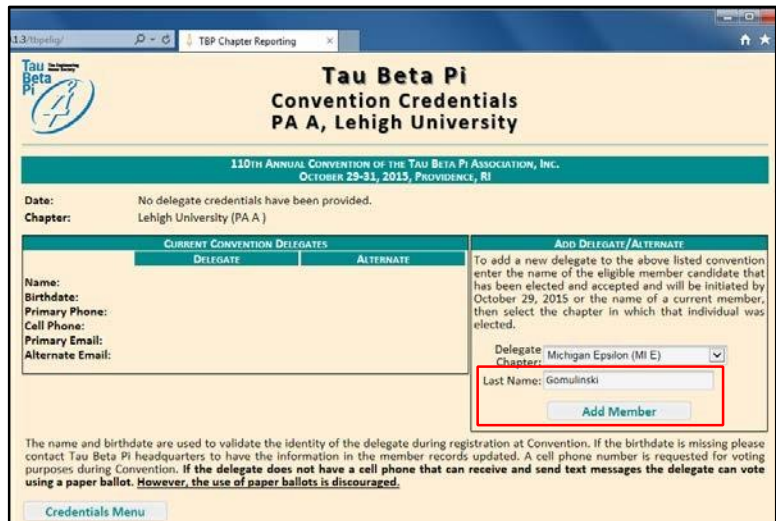 1.3/tbpelig/
TBP Chapter Reporting
Tau Beta Pi
Tau
Beta
Pi
Convention Credentials
PA A, Lehigh University
110TH ANNUAL CONVENTION OF THE TAU BETA PI ASSOCIATION, INC.
OCTOBER 29-31, 2015, PROVIDENCE, RI
Date: No delegate credentials have been provided.
Chapter: Lehigh University (PA A )
CURRENT CONVENTION DELEGATES
DELEGATE ALTERNATE
Name:
Birthdate:
Primary Phone:
Cell Phone:
Primary Email:
Alternate Email:
ADD DELEGATE/ALTERNATE
To add a new delegate to the above listed convention
enter the name of the eligible member candidate that
has been elected and accepted and will be initiated by
October 29, 2015 or the name of a current member,
then select the chapter in which that individual was
elected.
Delegate
Chapter: Michigan Epsilon (MI E)
Last Name: Gomulinski
Add Member
The name and birthdate are used to validate the identity of the delegate during registration at Convention. If the birthdate is missing please
contact Tau Beta Pi headquarters to have the information in the member records updated. A cell phone number is requested for voting
purposes during Convention. If the delegate does not have a cell phone that can receive and send text messages the delegate can vote
using a paper ballot. However, the use of paper ballots is discouraged.
Credentials Menu